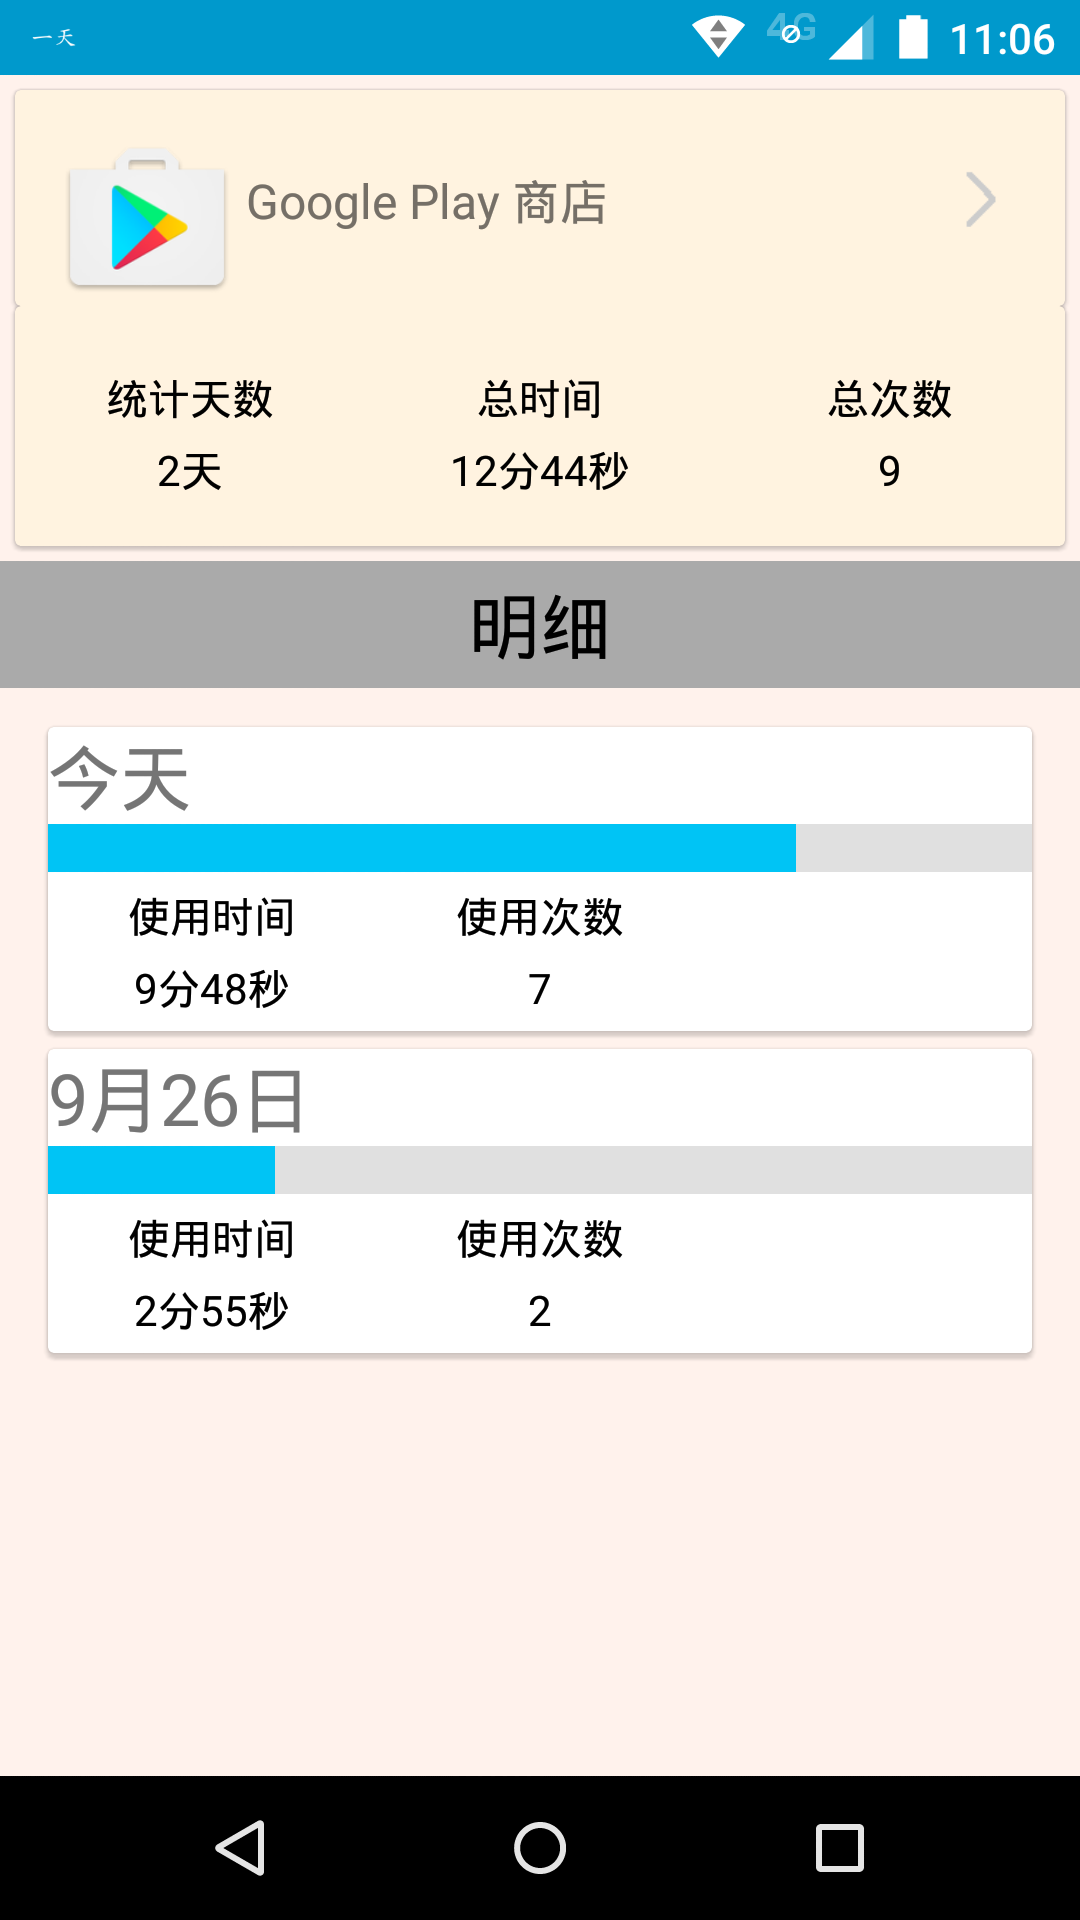 一天
4G
11:06
Google Play 商店
统计天数 总时间 总次数
2天 12分44秒 9
明细
今天
使用时间 使用次数
9分48秒 7
9月26日
使用时间 使用次数
2分55秒 2